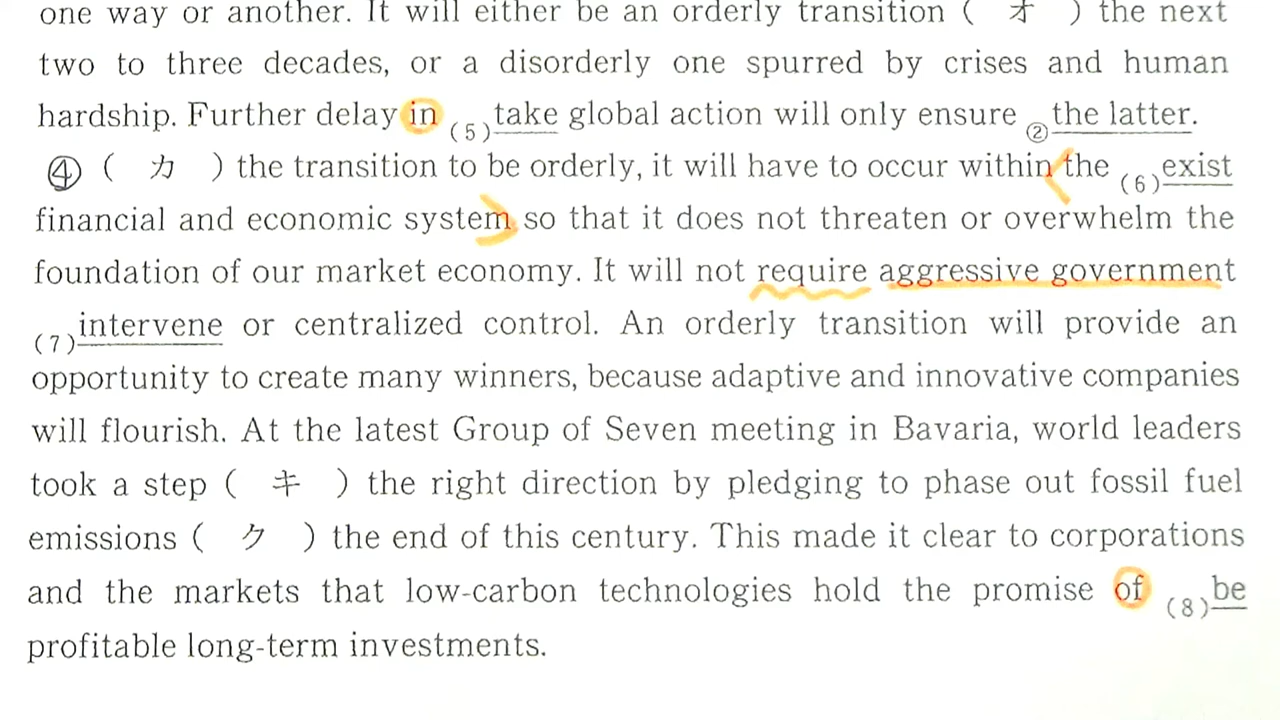 one way or another. It will either be an orderly transition ( オ ) the next
two to three decades, or a disorderly one spurred by crises and human
hardship. Further delay in (5)take global action will only ensure ②the latter.
④ ( カ ) the transition to be orderly, it will have to occur within the (6)exist
financial and economic system so that it does not threaten or overwhelm the
foundation of our market economy. It will not require aggressive government
(7)intervene or centralized control. An orderly transition will provide an
opportunity to create many winners, because adaptive and innovative companies
will flourish. At the latest Group of Seven meeting in Bavaria, world leaders
took a step ( キ ) the right direction by pledging to phase out fossil fuel
emissions ( ク ) the end of this century. This made it clear to corporations
and the markets that low-carbon technologies hold the promise of (8)be
profitable long-term investments.